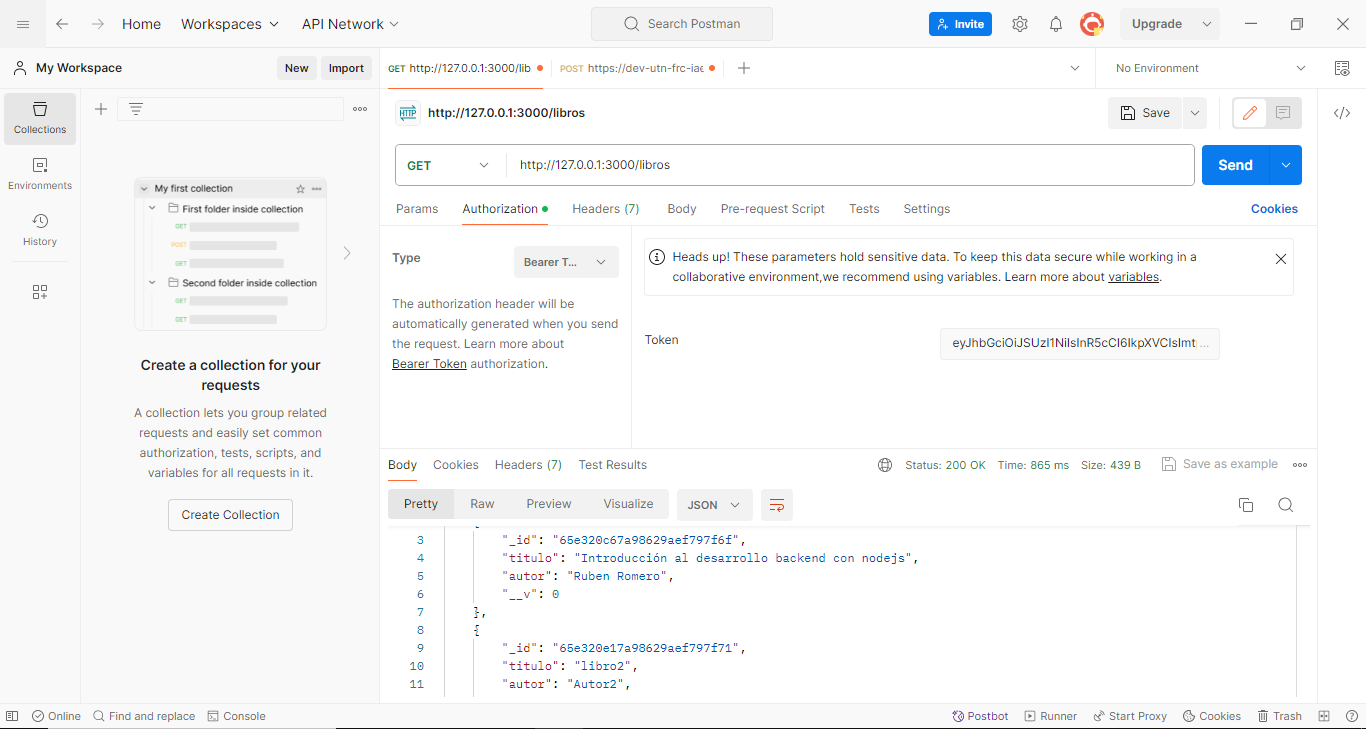 Home Workspaces API Network Search Postman Invite Upgrade
My Workspace New Import GET http://127.0.0.1:3000/lib POST https://dev-utn-frc-iae No Environment
Collections
Environments
History
My first collection
First folder inside collection
GET
POST
GET
Second folder inside collection
GET
GET
Create a collection for your
requests
A collection lets you group related
requests and easily set common
authorization, tests, scripts, and
variables for all requests in it.
Create Collection
HTTP http://127.0.0.1:3000/libros Save
GET http://127.0.0.1:3000/libros Send
Params Authorization Headers (7) Body Pre-request Script Tests Settings Cookies
Type Bearer T...
The authorization header will be
automatically generated when you send
the request. Learn more about
Bearer Token authorization.
Heads up! These parameters hold sensitive data. To keep this data secure while working in a
collaborative environment,we recommend using variables. Learn more about variables.
Token eyJhbGciOiJSUzI1NiIsInR5cCI6IkpXVCIsImt ...
Body Cookies Headers (7) Test Results Status: 200 OK Time: 865 ms Size: 439 B Save as example
Pretty Raw Preview Visualize JSON
{
3 "_id": "65e320c67a98629aef797f6f",
4 "titulo": "Introducción al desarrollo backend con nodejs",
5 "autor": "Ruben Romero",
6 "__v": 0
7 },
8 {
9 "_id": "65e320e17a98629aef797f71",
10 "titulo": "libro2",
11 "autor": "Autor2",
Online Find and replace Console Postbot Runner Start Proxy Cookies Trash